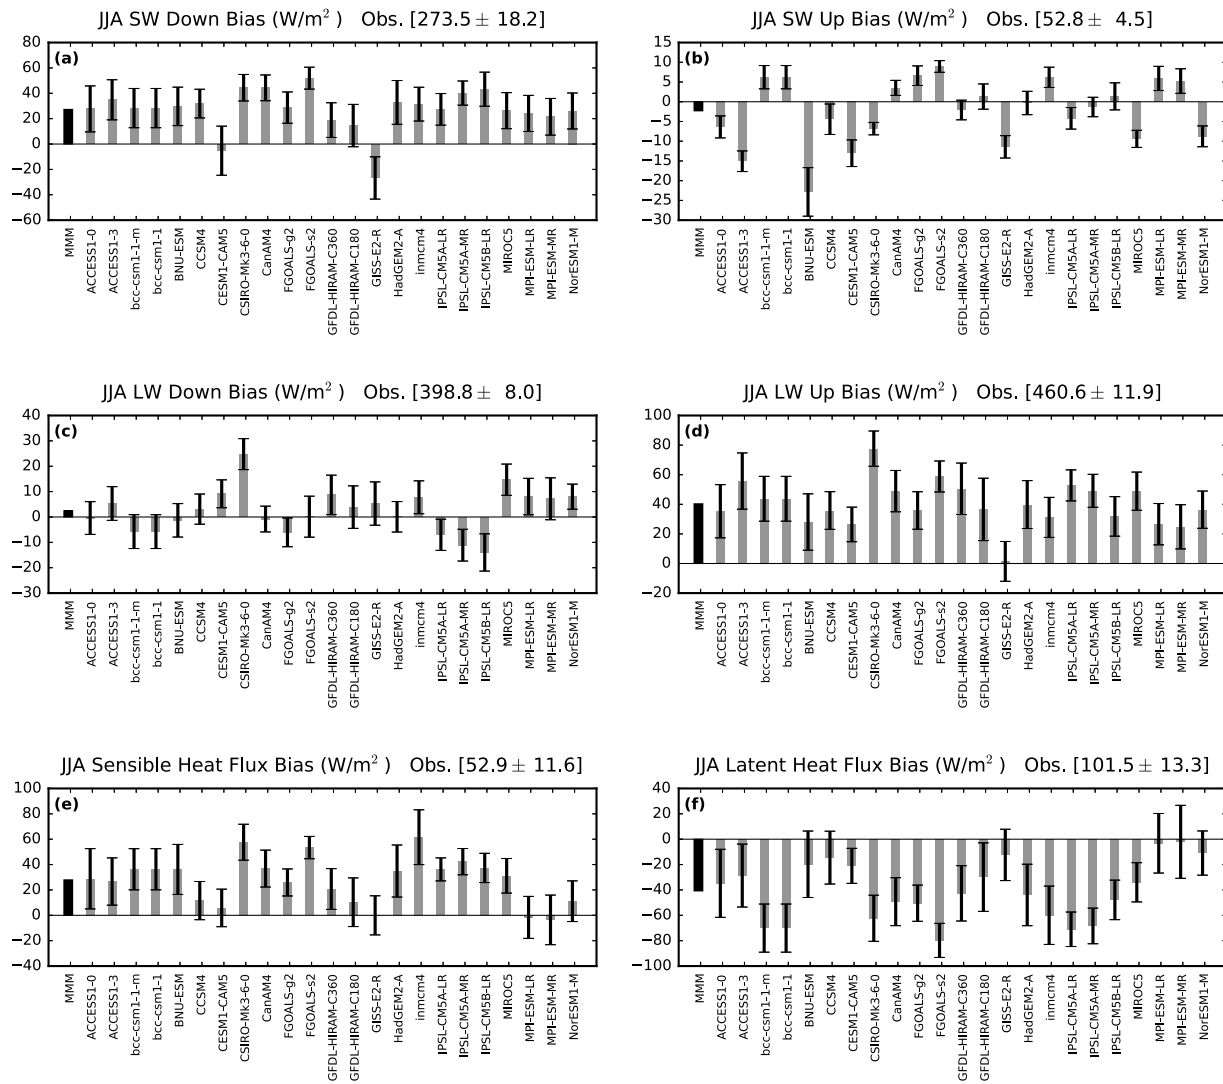 JJA SW Down Bias (W/m² )   Obs. [273.5 ± 18.2]
(a)
80
60
40
20
0
−20
−40
−60
MMM
ACCESS1-0
ACCESS1-3
bcc-csm1-1-m
bcc-csm1-1
BNU-ESM
CCSM4
CESM1-CAM5
CSIRO-Mk3-6-0
CanAM4
FGOALS-g2
FGOALS-s2
GFDL-HIRAM-C360
GFDL-HIRAM-C180
GISS-E2-R
HadGEM2-A
inmcm4
IPSL-CM5A-LR
IPSL-CM5A-MR
IPSL-CM5B-LR
MIROC5
MPI-ESM-LR
MPI-ESM-MR
NorESM1-M
JJA SW Up Bias (W/m² )   Obs. [52.8 ± 4.5]
(b)
15
10
5
0
−5
−10
−15
−20
−25
−30
MMM
ACCESS1-0
ACCESS1-3
bcc-csm1-1-m
bcc-csm1-1
BNU-ESM
CCSM4
CESM1-CAM5
CSIRO-Mk3-6-0
CanAM4
FGOALS-g2
FGOALS-s2
GFDL-HIRAM-C360
GFDL-HIRAM-C180
GISS-E2-R
HadGEM2-A
inmcm4
IPSL-CM5A-LR
IPSL-CM5A-MR
IPSL-CM5B-LR
MIROC5
MPI-ESM-LR
MPI-ESM-MR
NorESM1-M
JJA LW Down Bias (W/m² )   Obs. [398.8 ± 8.0]
(c)
40
30
20
10
0
−10
−20
−30
MMM
ACCESS1-0
ACCESS1-3
bcc-csm1-1-m
bcc-csm1-1
BNU-ESM
CCSM4
CESM1-CAM5
CSIRO-Mk3-6-0
CanAM4
FGOALS-g2
FGOALS-s2
GFDL-HIRAM-C360
GFDL-HIRAM-C180
GISS-E2-R
HadGEM2-A
inmcm4
IPSL-CM5A-LR
IPSL-CM5A-MR
IPSL-CM5B-LR
MIROC5
MPI-ESM-LR
MPI-ESM-MR
NorESM1-M
JJA LW Up Bias (W/m² )   Obs. [460.6 ± 11.9]
(d)
100
80
60
40
20
0
−20
MMM
ACCESS1-0
ACCESS1-3
bcc-csm1-1-m
bcc-csm1-1
BNU-ESM
CCSM4
CESM1-CAM5
CSIRO-Mk3-6-0
CanAM4
FGOALS-g2
FGOALS-s2
GFDL-HIRAM-C360
GFDL-HIRAM-C180
GISS-E2-R
HadGEM2-A
inmcm4
IPSL-CM5A-LR
IPSL-CM5A-MR
IPSL-CM5B-LR
MIROC5
MPI-ESM-LR
MPI-ESM-MR
NorESM1-M
JJA Sensible Heat Flux Bias (W/m² )   Obs. [52.9 ± 11.6]
(e)
100
80
60
40
20
0
−20
−40
MMM
ACCESS1-0
ACCESS1-3
bcc-csm1-1-m
bcc-csm1-1
BNU-ESM
CCSM4
CESM1-CAM5
CSIRO-Mk3-6-0
CanAM4
FGOALS-g2
FGOALS-s2
GFDL-HIRAM-C360
GFDL-HIRAM-C180
GISS-E2-R
HadGEM2-A
inmcm4
IPSL-CM5A-LR
IPSL-CM5A-MR
IPSL-CM5B-LR
MIROC5
MPI-ESM-LR
MPI-ESM-MR
NorESM1-M
JJA Latent Heat Flux Bias (W/m² )   Obs. [101.5 ± 13.3]
(f)
40
20
0
−20
−40
−60
−80
−100
MMM
ACCESS1-0
ACCESS1-3
bcc-csm1-1-m
bcc-csm1-1
BNU-ESM
CCSM4
CESM1-CAM5
CSIRO-Mk3-6-0
CanAM4
FGOALS-g2
FGOALS-s2
GFDL-HIRAM-C360
GFDL-HIRAM-C180
GISS-E2-R
HadGEM2-A
inmcm4
IPSL-CM5A-LR
IPSL-CM5A-MR
IPSL-CM5B-LR
MIROC5
MPI-ESM-LR
MPI-ESM-MR
NorESM1-M